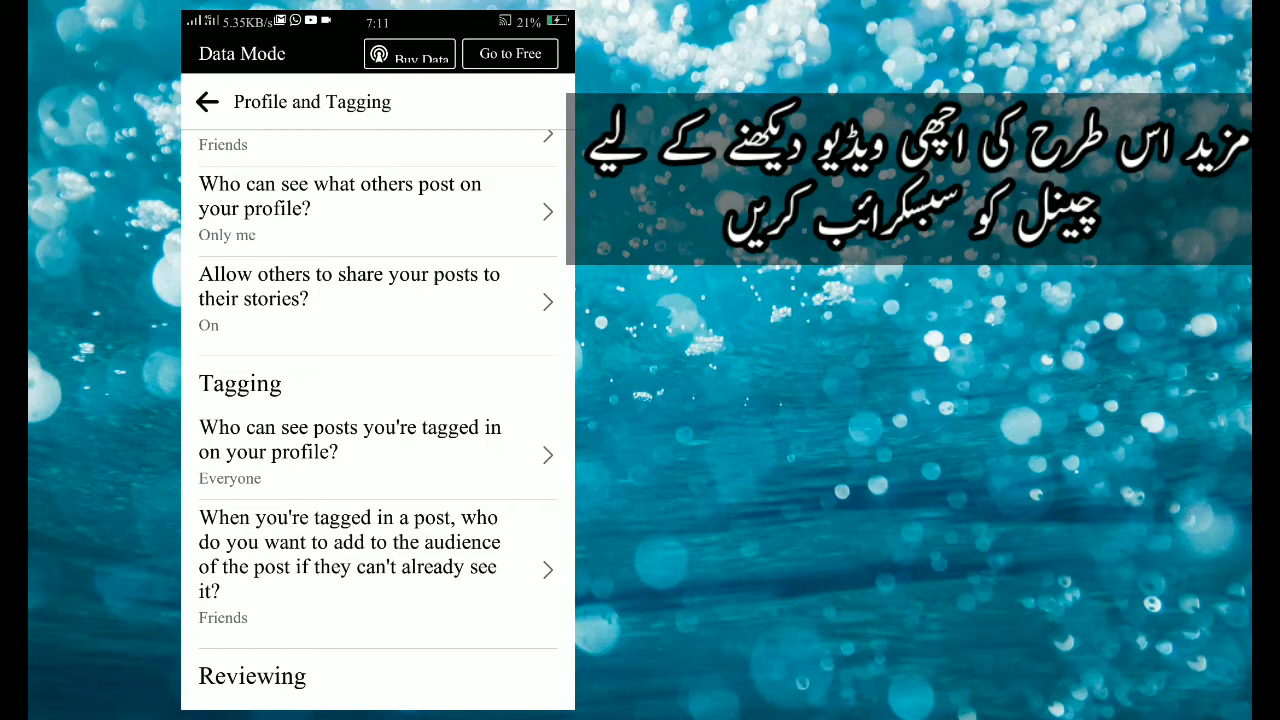 5.35KB/s 7:11 21%
Data Mode Buy Data Go to Free
Profile and Tagging
Friends
Who can see what others post on
your profile?
Only me
Allow others to share your posts to
their stories?
On
Tagging
Who can see posts you're tagged in
on your profile?
Everyone
When you're tagged in a post, who
do you want to add to the audience
of the post if they can't already see
it?
Friends
Reviewing
مزید اس طرح کی اچھی ویڈیو دیکھنے کے لیے
چینل کو سبسکرائب کریں